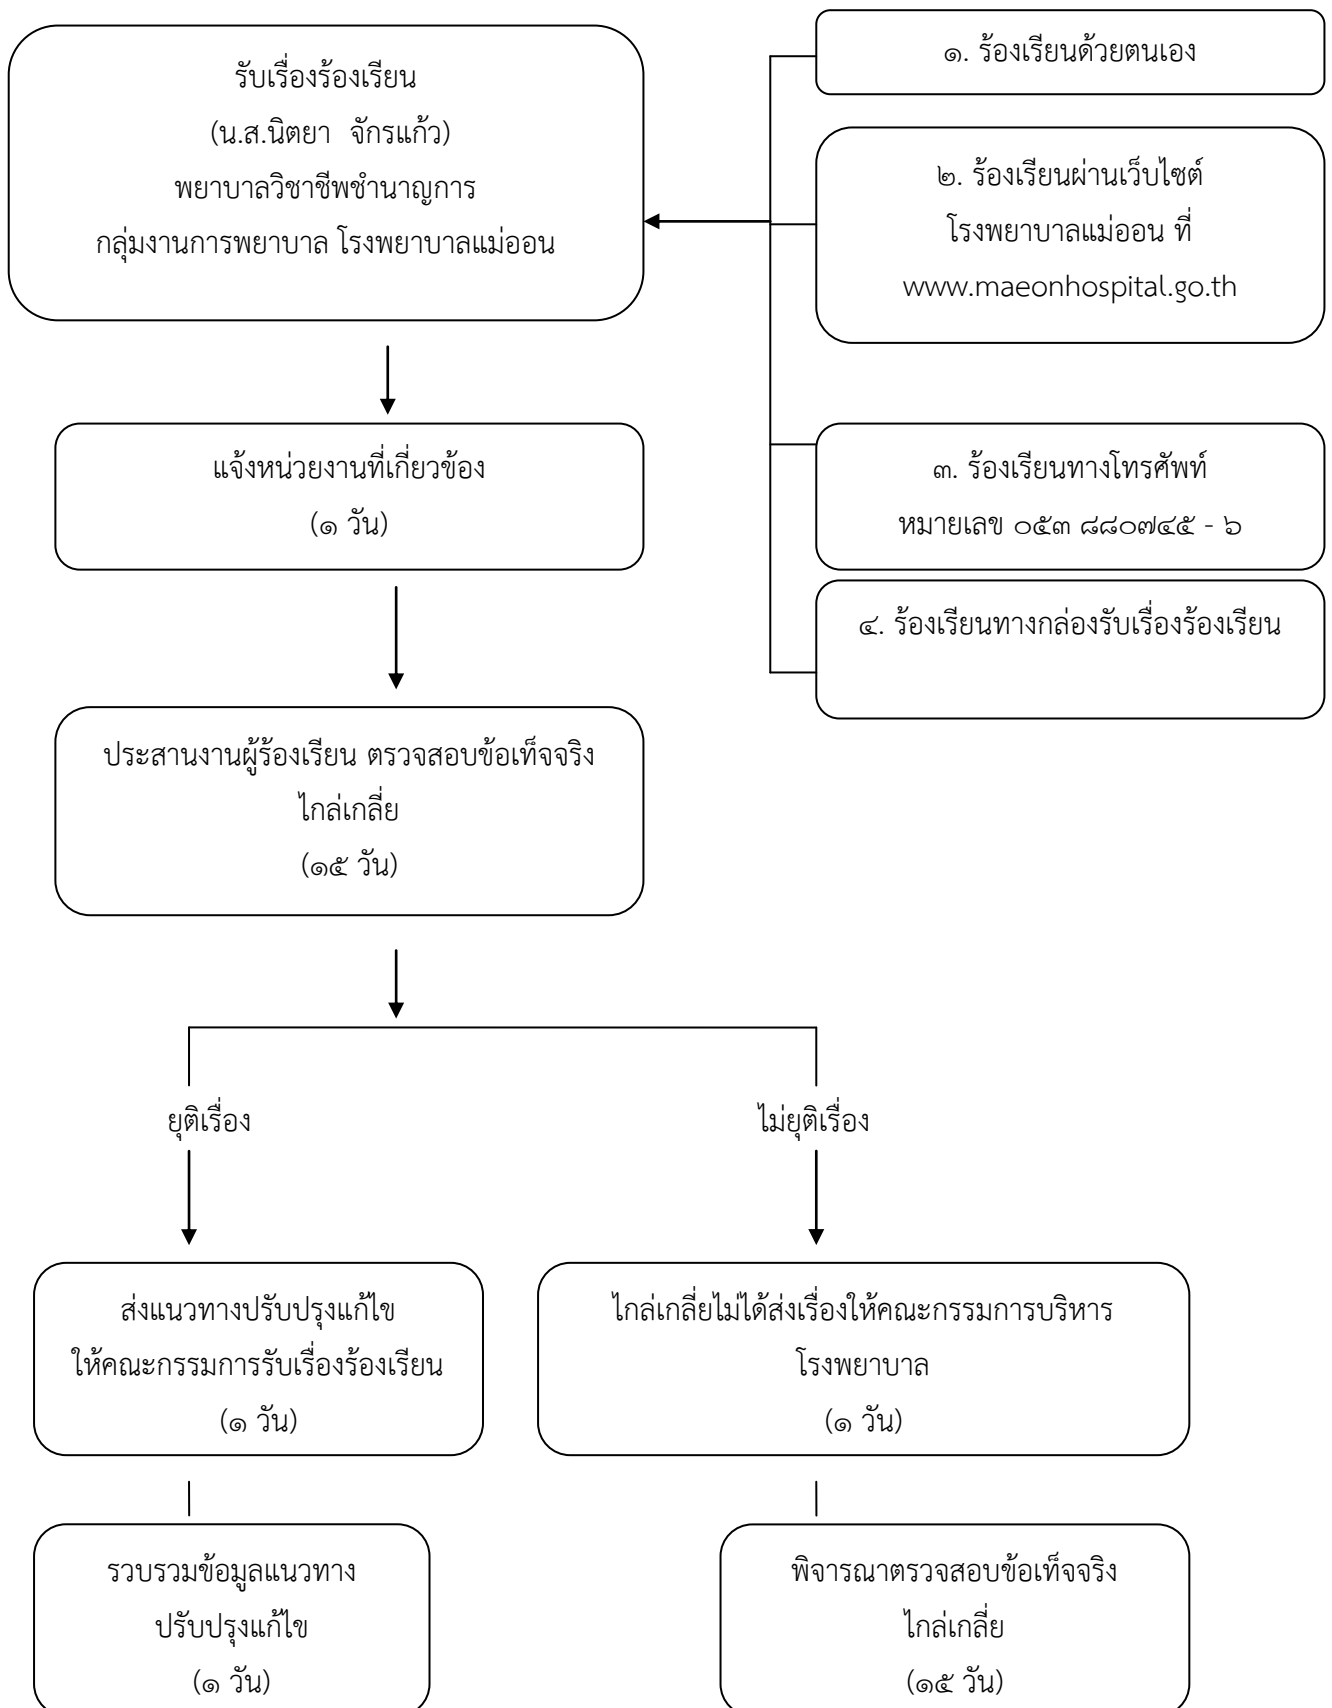 รับเรื่องร้องเรียน
(น.ส.นิตยา จักรแก้ว)
พยาบาลวิชาชีพชำนาญการ
กลุ่มงานการพยาบาล โรงพยาบาลแม่ออน
๑. ร้องเรียนด้วยตนเอง
๒. ร้องเรียนผ่านเว็บไซต์
โรงพยาบาลแม่ออน ที่
www.maeonhospital.go.th
๓. ร้องเรียนทางโทรศัพท์
หมายเลข ๐๕๓ ๘๘๐๗๔๕ - ๖
๔. ร้องเรียนทางกล่องรับเรื่องร้องเรียน
แจ้งหน่วยงานที่เกี่ยวข้อง
(๑ วัน)
ประสานงานผู้ร้องเรียน ตรวจสอบข้อเท็จจริง
ไกล่เกลี่ย
(๑๕ วัน)
ยุติเรื่อง
ไม่ยุติเรื่อง
ส่งแนวทางปรับปรุงแก้ไข
ให้คณะกรรมการรับเรื่องร้องเรียน
(๑ วัน)
ไกล่เกลี่ยไม่ได้ส่งเรื่องให้คณะกรรมการบริหาร
โรงพยาบาล
(๑ วัน)
รวบรวมข้อมูลแนวทาง
ปรับปรุงแก้ไข
(๑ วัน)
พิจารณาตรวจสอบข้อเท็จจริง
ไกล่เกลี่ย
(๑๕ วัน)